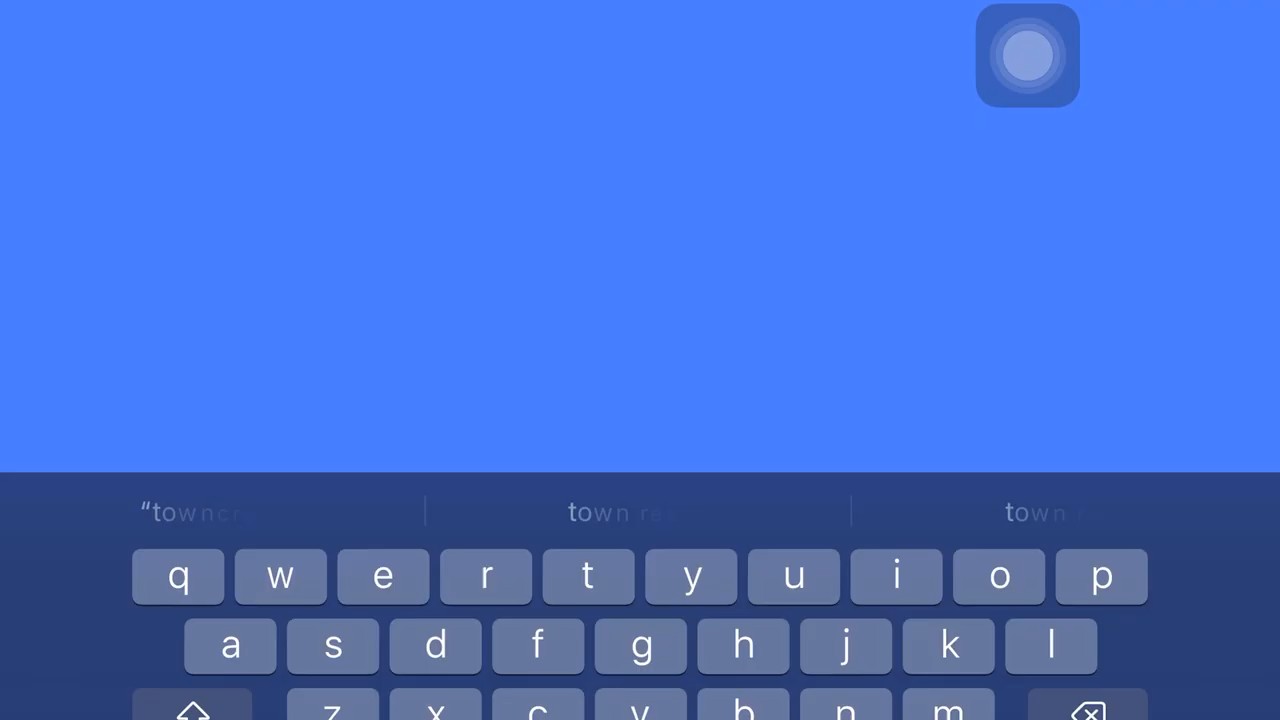 “town town town
q w e r t y u i o p
a s d f g h j k l
z x c v b n m